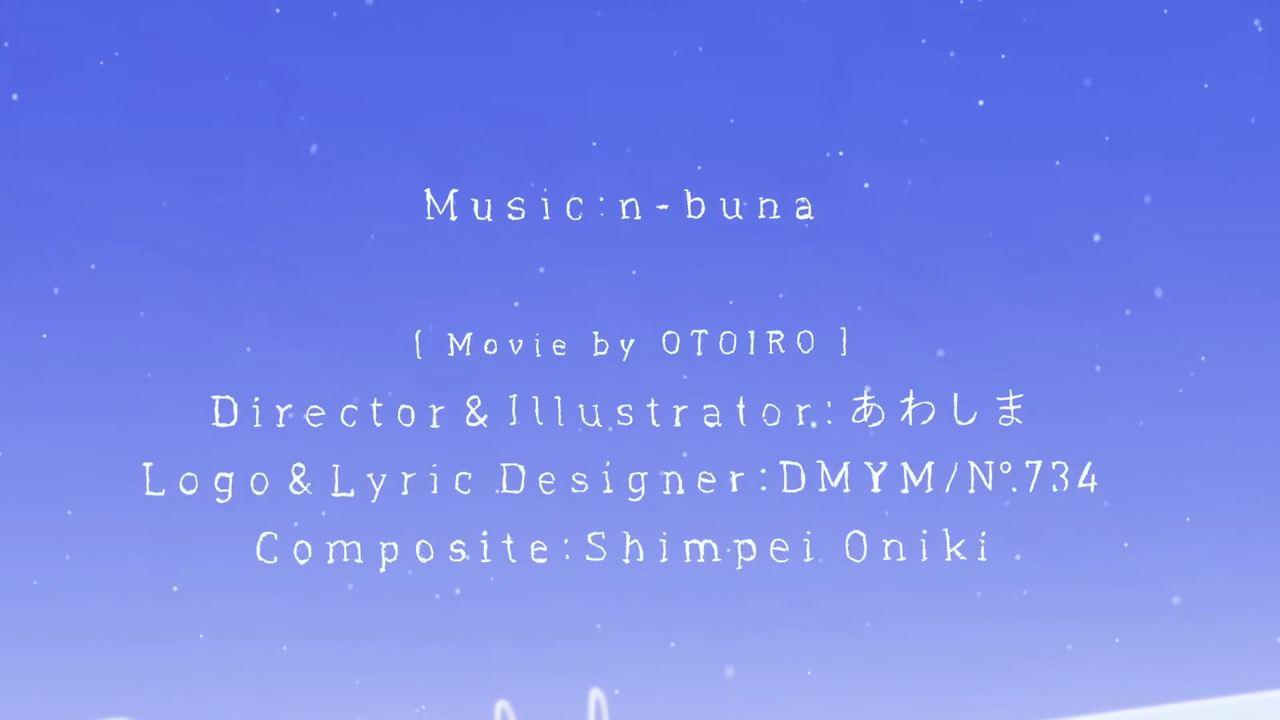 Music:n-buna
[ Movie by OTOIRO ]
Director&Illustrator:あわしま
Logo&Lyric Designer:DMYM/N°.734
Composite:Shimpei Oniki